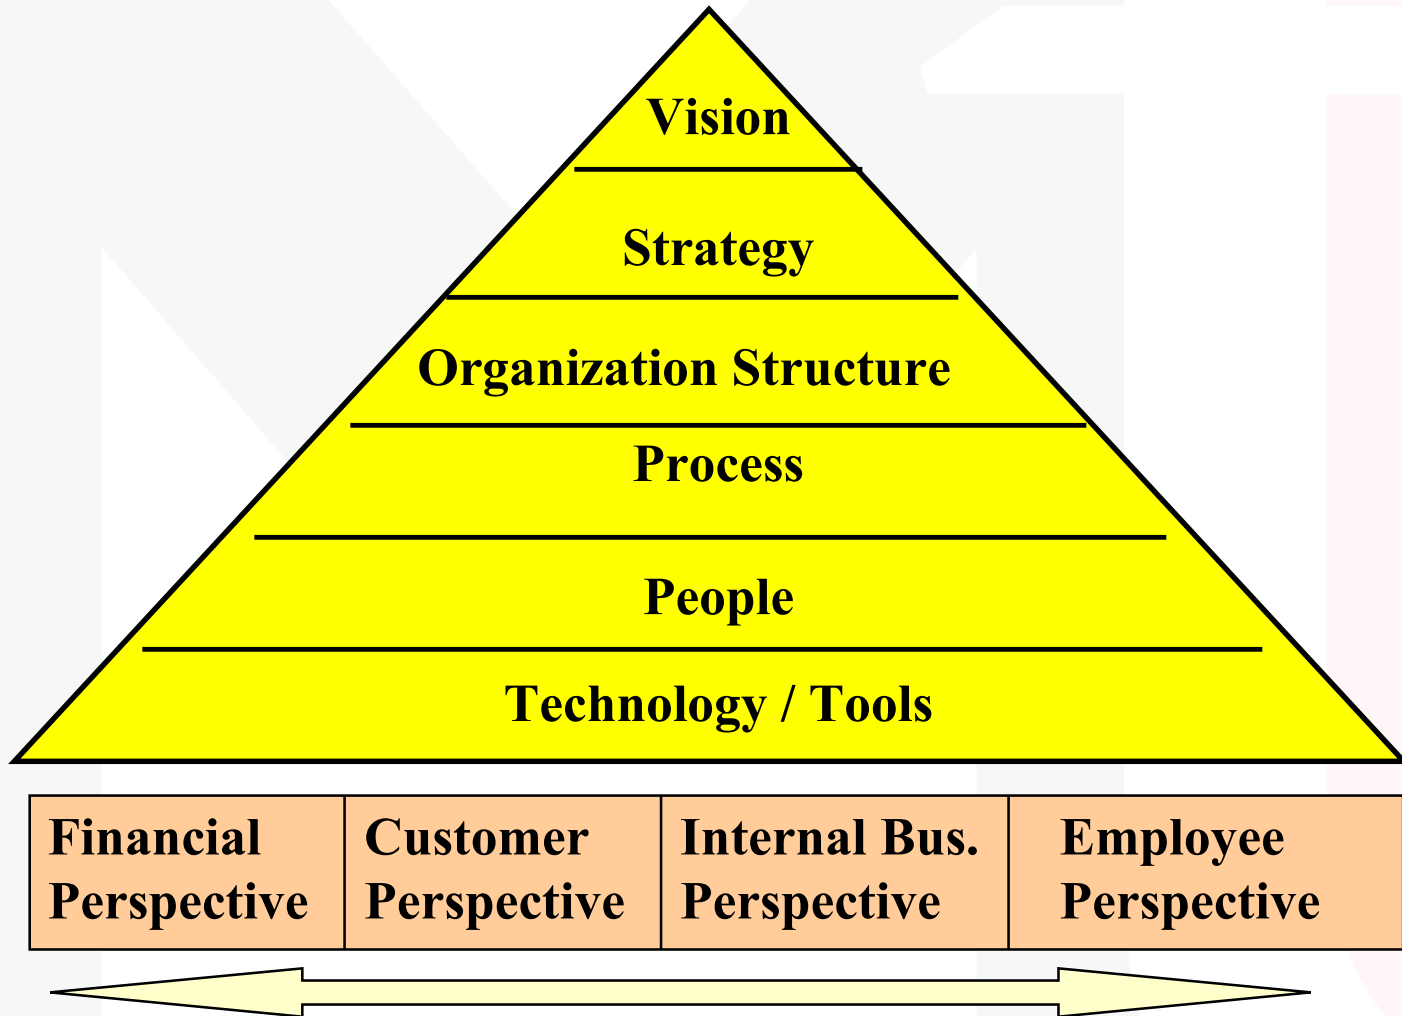 Vision
Strategy
Organization Structure
Process
People
Technology / Tools
Financial Perspective
Customer Perspective
Internal Bus. Perspective
Employee Perspective